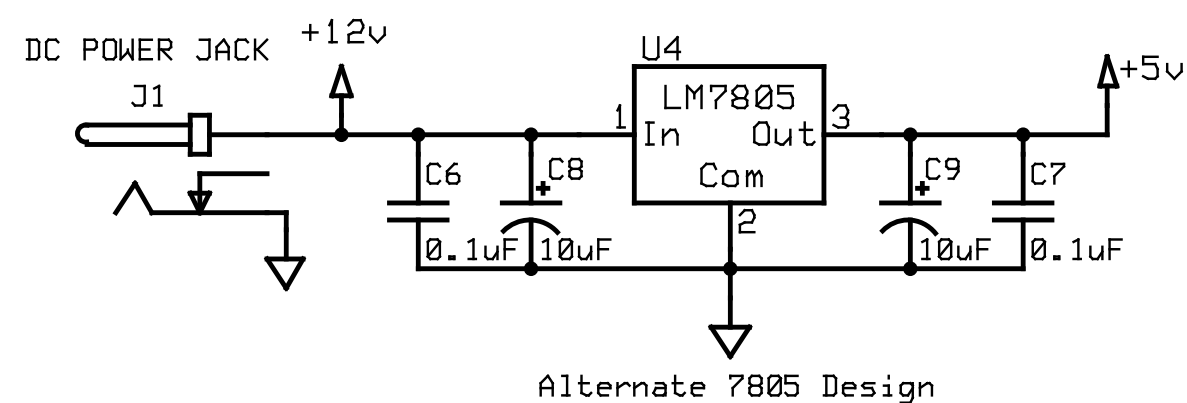 DC POWER JACK
J1
+12v
U4
LM7805
1
In
Out
3
Com
2
+5v
C6
0.1uF
C8
+
10uF
C9
+
10uF
C7
0.1uF
Alternate 7805 Design